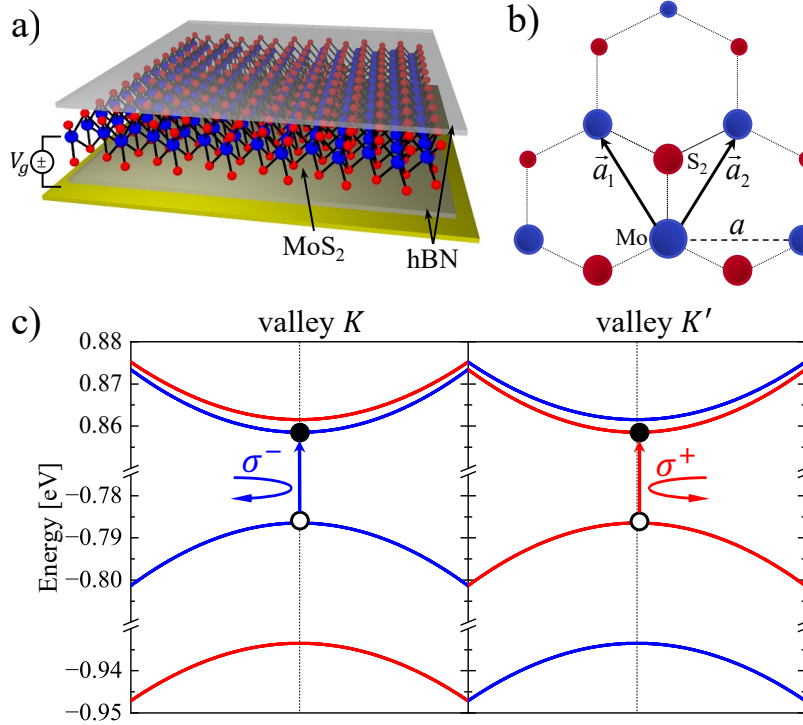 a)
V_g
±
MoS₂
hBN
b)
S₂
a⃗₁
a⃗₂
Mo
a
c)
valley K
valley K′
Energy [eV]
0.88
0.87
0.86
−0.78
−0.79
−0.80
−0.94
−0.95
σ⁻
σ⁺